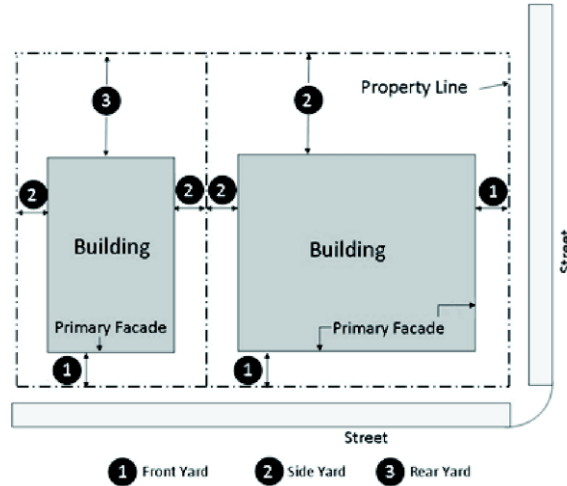 3
2
Property Line
2
2
2
1
Building
Building
Street
Primary Facade
Primary Facade
1
1
Street
1 Front Yard
2 Side Yard
3 Rear Yard